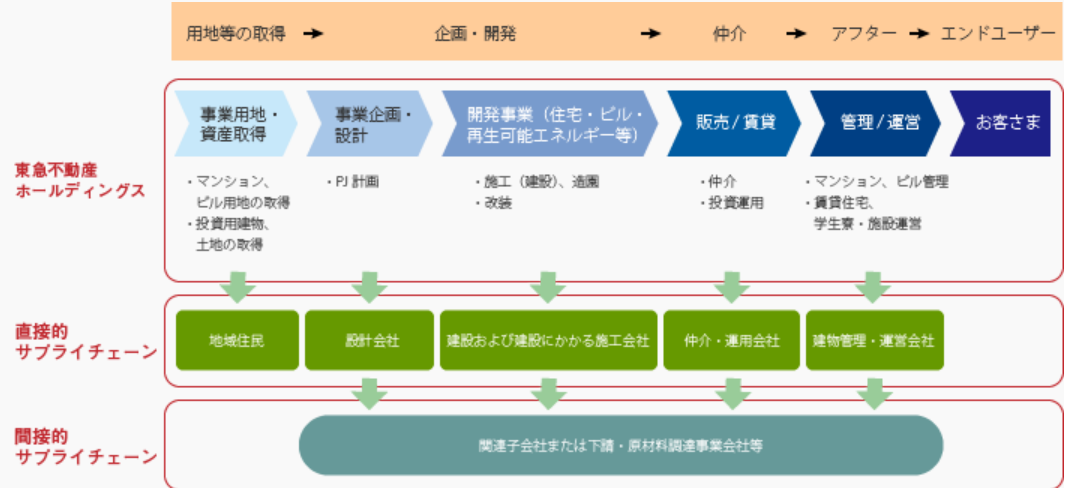 用地等の取得 → 企画・開発 → 仲介 → アフター → エンドユーザー
東急不動産
ホールディングス
事業用地・
資産取得
事業企画・
設計
開発事業（住宅・ビル・
再生可能エネルギー等）
販売/賃貸
管理/運営
お客さま
・マンション、
ビル用地の取得
・投資用建物、
土地の取得
・PJ計画
・施工（建設）、造園
・改装
・仲介
・投資運用
・マンション、ビル管理
・賃貸住宅、
学生寮・施設運営
直接的
サプライチェーン
地域住民
設計会社
建設および建設にかかる施工会社
仲介・運用会社
建物管理・運営会社
間接的
サプライチェーン
関連子会社または下請・原材料調達事業会社等